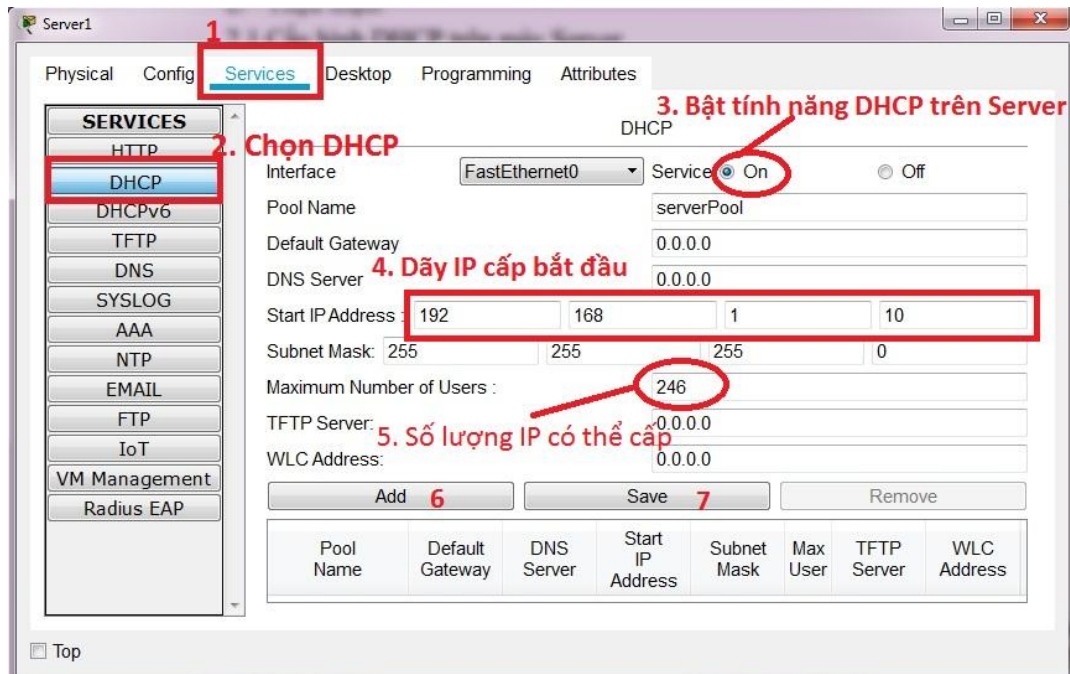 Server1
1
Physical Config Services Desktop Programming Attributes
3. Bật tính năng DHCP trên Server
SERVICES
DHCP
HTTP
2. Chọn DHCP
DHCP
Interface FastEthernet0 Service On Off
DHCPv6
Pool Name serverPool
TFTP
Default Gateway 0.0.0.0
4. Dãy IP cấp bắt đầu
DNS
DNS Server 0.0.0.0
SYSLOG
Start IP Address : 192 168 1 10
AAA
Subnet Mask: 255 255 255 0
NTP
EMAIL
Maximum Number of Users : 246
FTP
TFTP Server: 0.0.0.0
5. Số lượng IP có thể cấp
IoT
WLC Address: 0.0.0.0
VM Management
Add 6 Save 7 Remove
Radius EAP
Pool Name
Default Gateway
DNS Server
Start IP Address
Subnet Mask
Max User
TFTP Server
WLC Address
Top